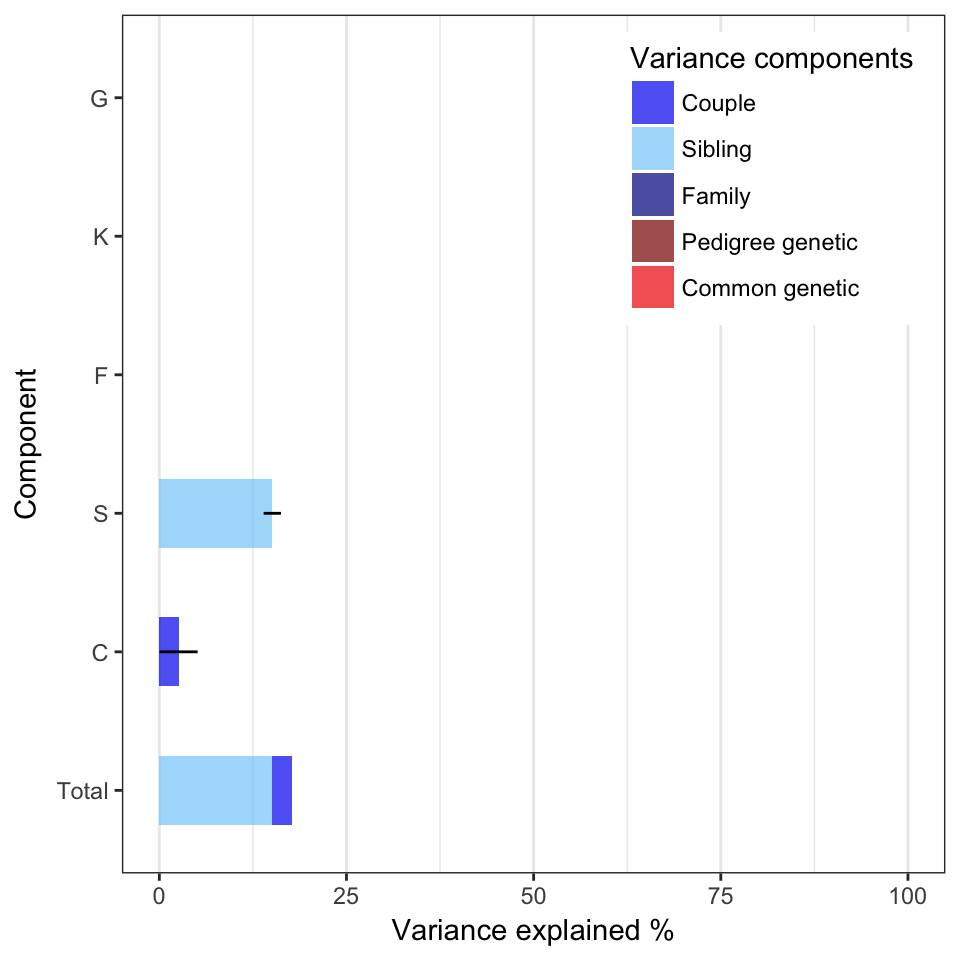 Variance components
Couple
Sibling
Family
Pedigree genetic
Common genetic
Component
G
K
F
S
C
Total
0 25 50 75 100
Variance explained %